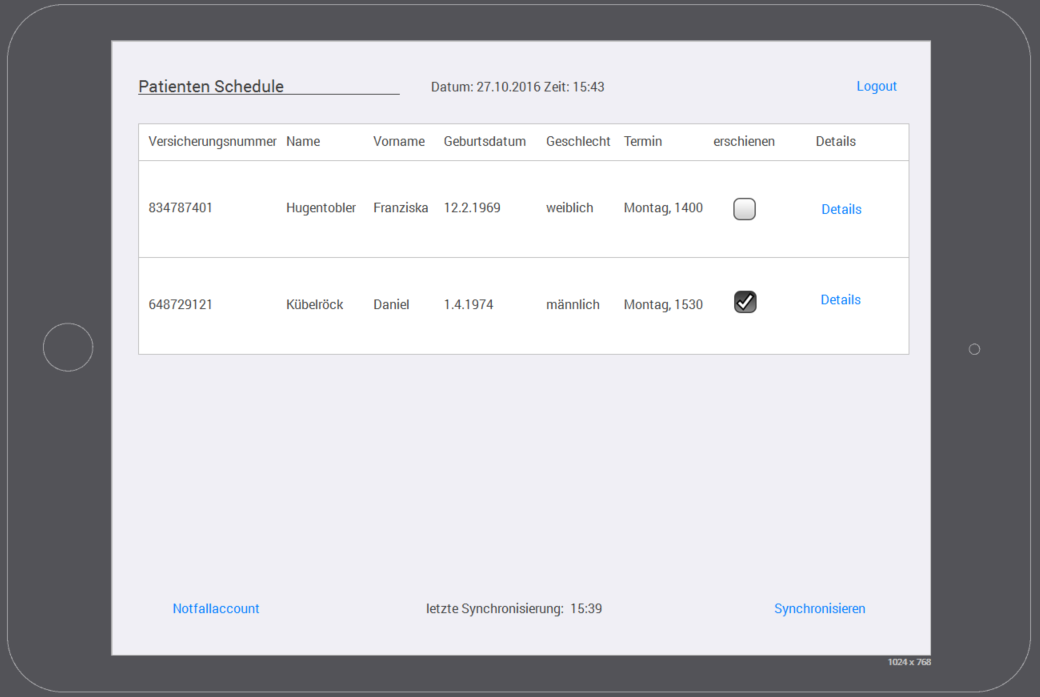 Patienten Schedule Datum: 27.10.2016 Zeit: 15:43 Logout
Versicherungsnummer Name Vorname Geburtsdatum Geschlecht Termin erschienen Details
834787401 Hugentobler Franziska 12.2.1969 weiblich Montag, 1400 Details
648729121 Kübelröck Daniel 1.4.1974 männlich Montag, 1530 Details
Notfallaccount letzte Synchronisierung: 15:39 Synchronisieren
1024 x 768